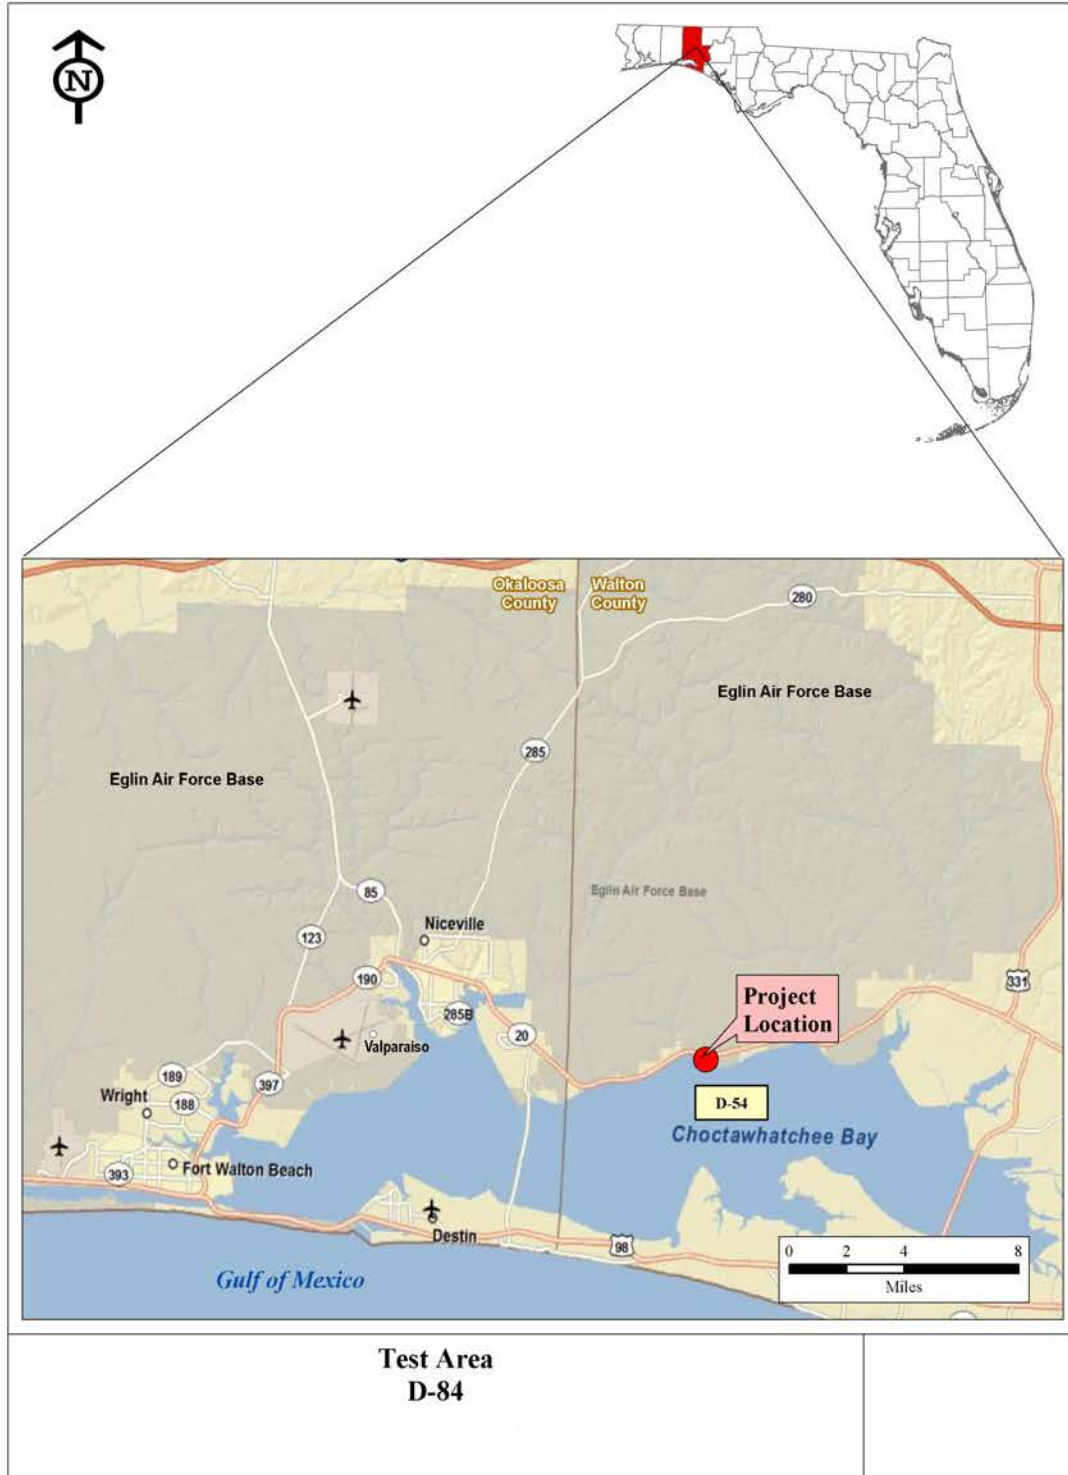 N
Okaloosa
County
Walton
County
280
Eglin Air Force Base
285
Eglin Air Force Base
85
Eglin Air Force Base
Niceville
123
190
331
Project
Location
285B
20
Valparaiso
189
397
Wright
188
D-54
Choctawhatchee Bay
Fort Walton Beach
393
Destin
98
0 2 4 8
Miles
Gulf of Mexico
Test Area
D-84